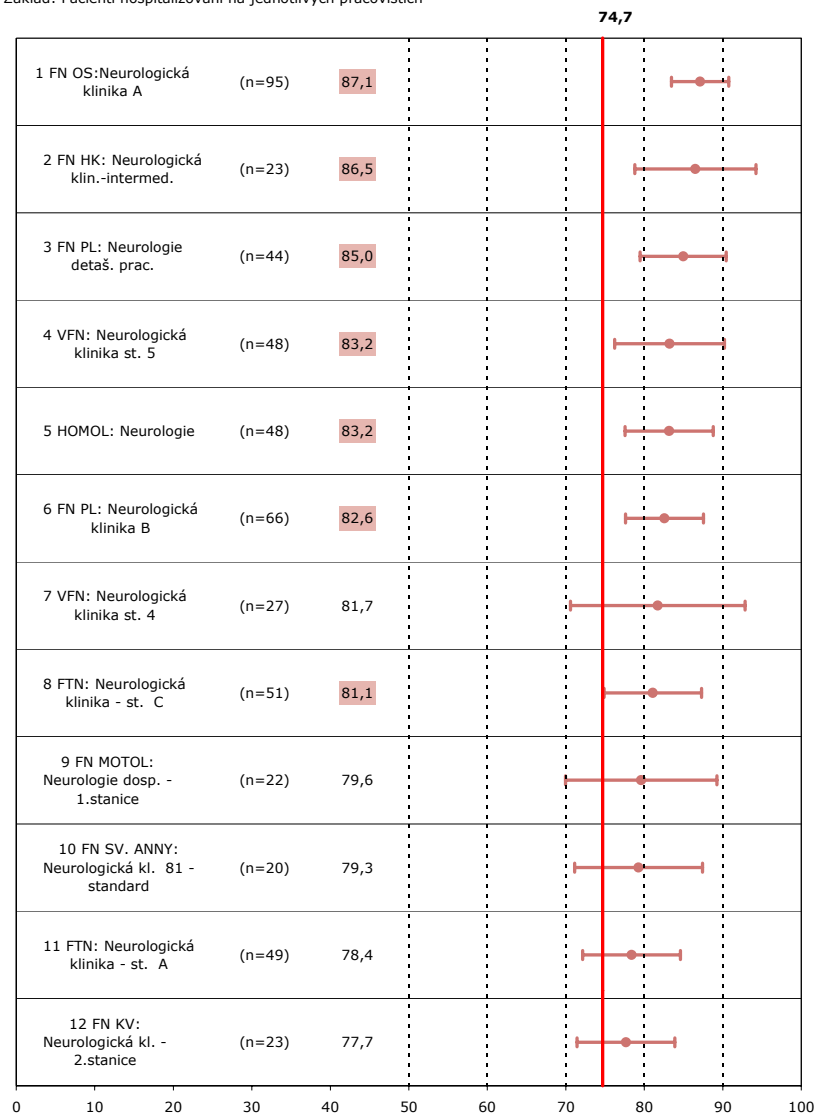 Základ: Pacienti hospitalizovaní na jednotlivých pracovištích
74,7
1 FN OS:Neurologická
klinika A
(n=95)
87,1
2 FN HK: Neurologická
klin.-intermed.
(n=23)
86,5
3 FN PL: Neurologie
detaš. prac.
(n=44)
85,0
4 VFN: Neurologická
klinika st. 5
(n=48)
83,2
5 HOMOL: Neurologie
(n=48)
83,2
6 FN PL: Neurologická
klinika B
(n=66)
82,6
7 VFN: Neurologická
klinika st. 4
(n=27)
81,7
8 FTN: Neurologická
klinika - st. C
(n=51)
81,1
9 FN MOTOL:
Neurologie dosp. -
1.stanice
(n=22)
79,6
10 FN SV. ANNY:
Neurologická kl. 81 -
standard
(n=20)
79,3
11 FTN: Neurologická
klinika - st. A
(n=49)
78,4
12 FN KV:
Neurologická kl. -
2.stanice
(n=23)
77,7
0 10 20 30 40 50 60 70 80 90 100